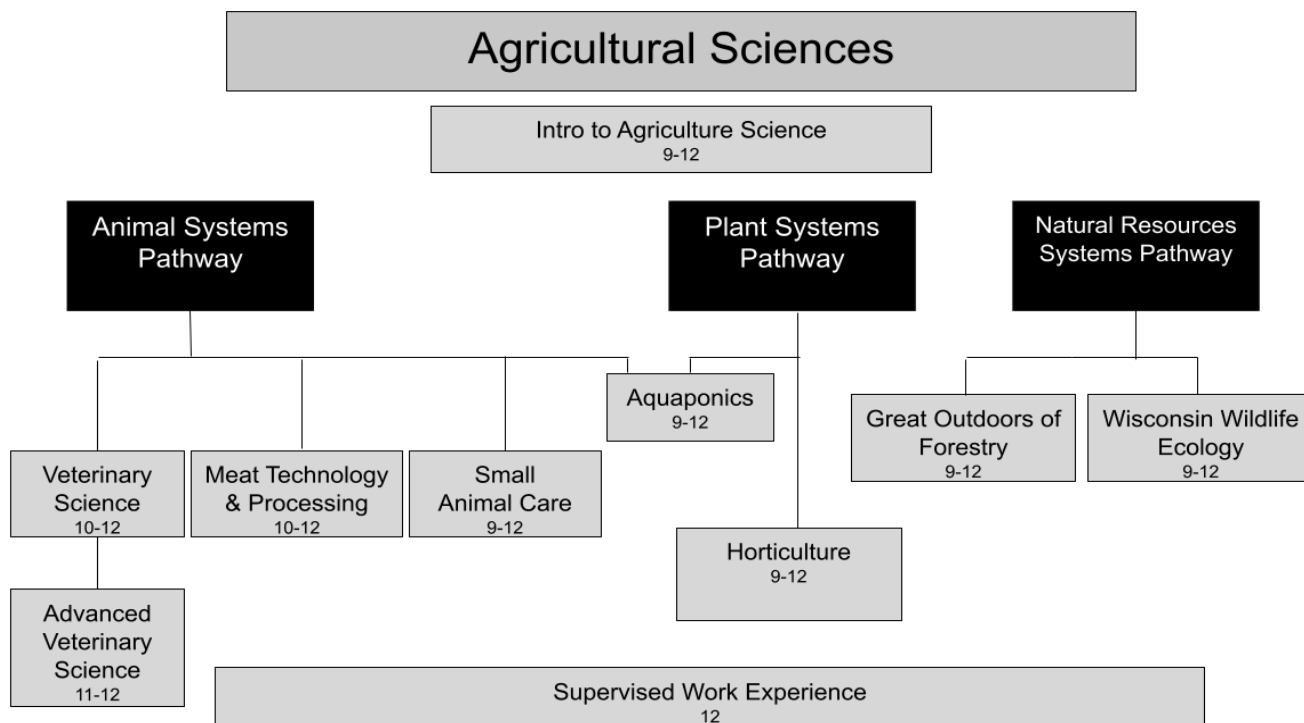 Agricultural Sciences
Intro to Agriculture Science
9-12
Animal Systems
Pathway
Plant Systems
Pathway
Natural Resources
Systems Pathway
Aquaponics
9-12
Great Outdoors of
Forestry
9-12
Wisconsin Wildlife
Ecology
9-12
Veterinary
Science
10-12
Meat Technology
& Processing
10-12
Small
Animal Care
9-12
Horticulture
9-12
Advanced
Veterinary
Science
11-12
Supervised Work Experience
12